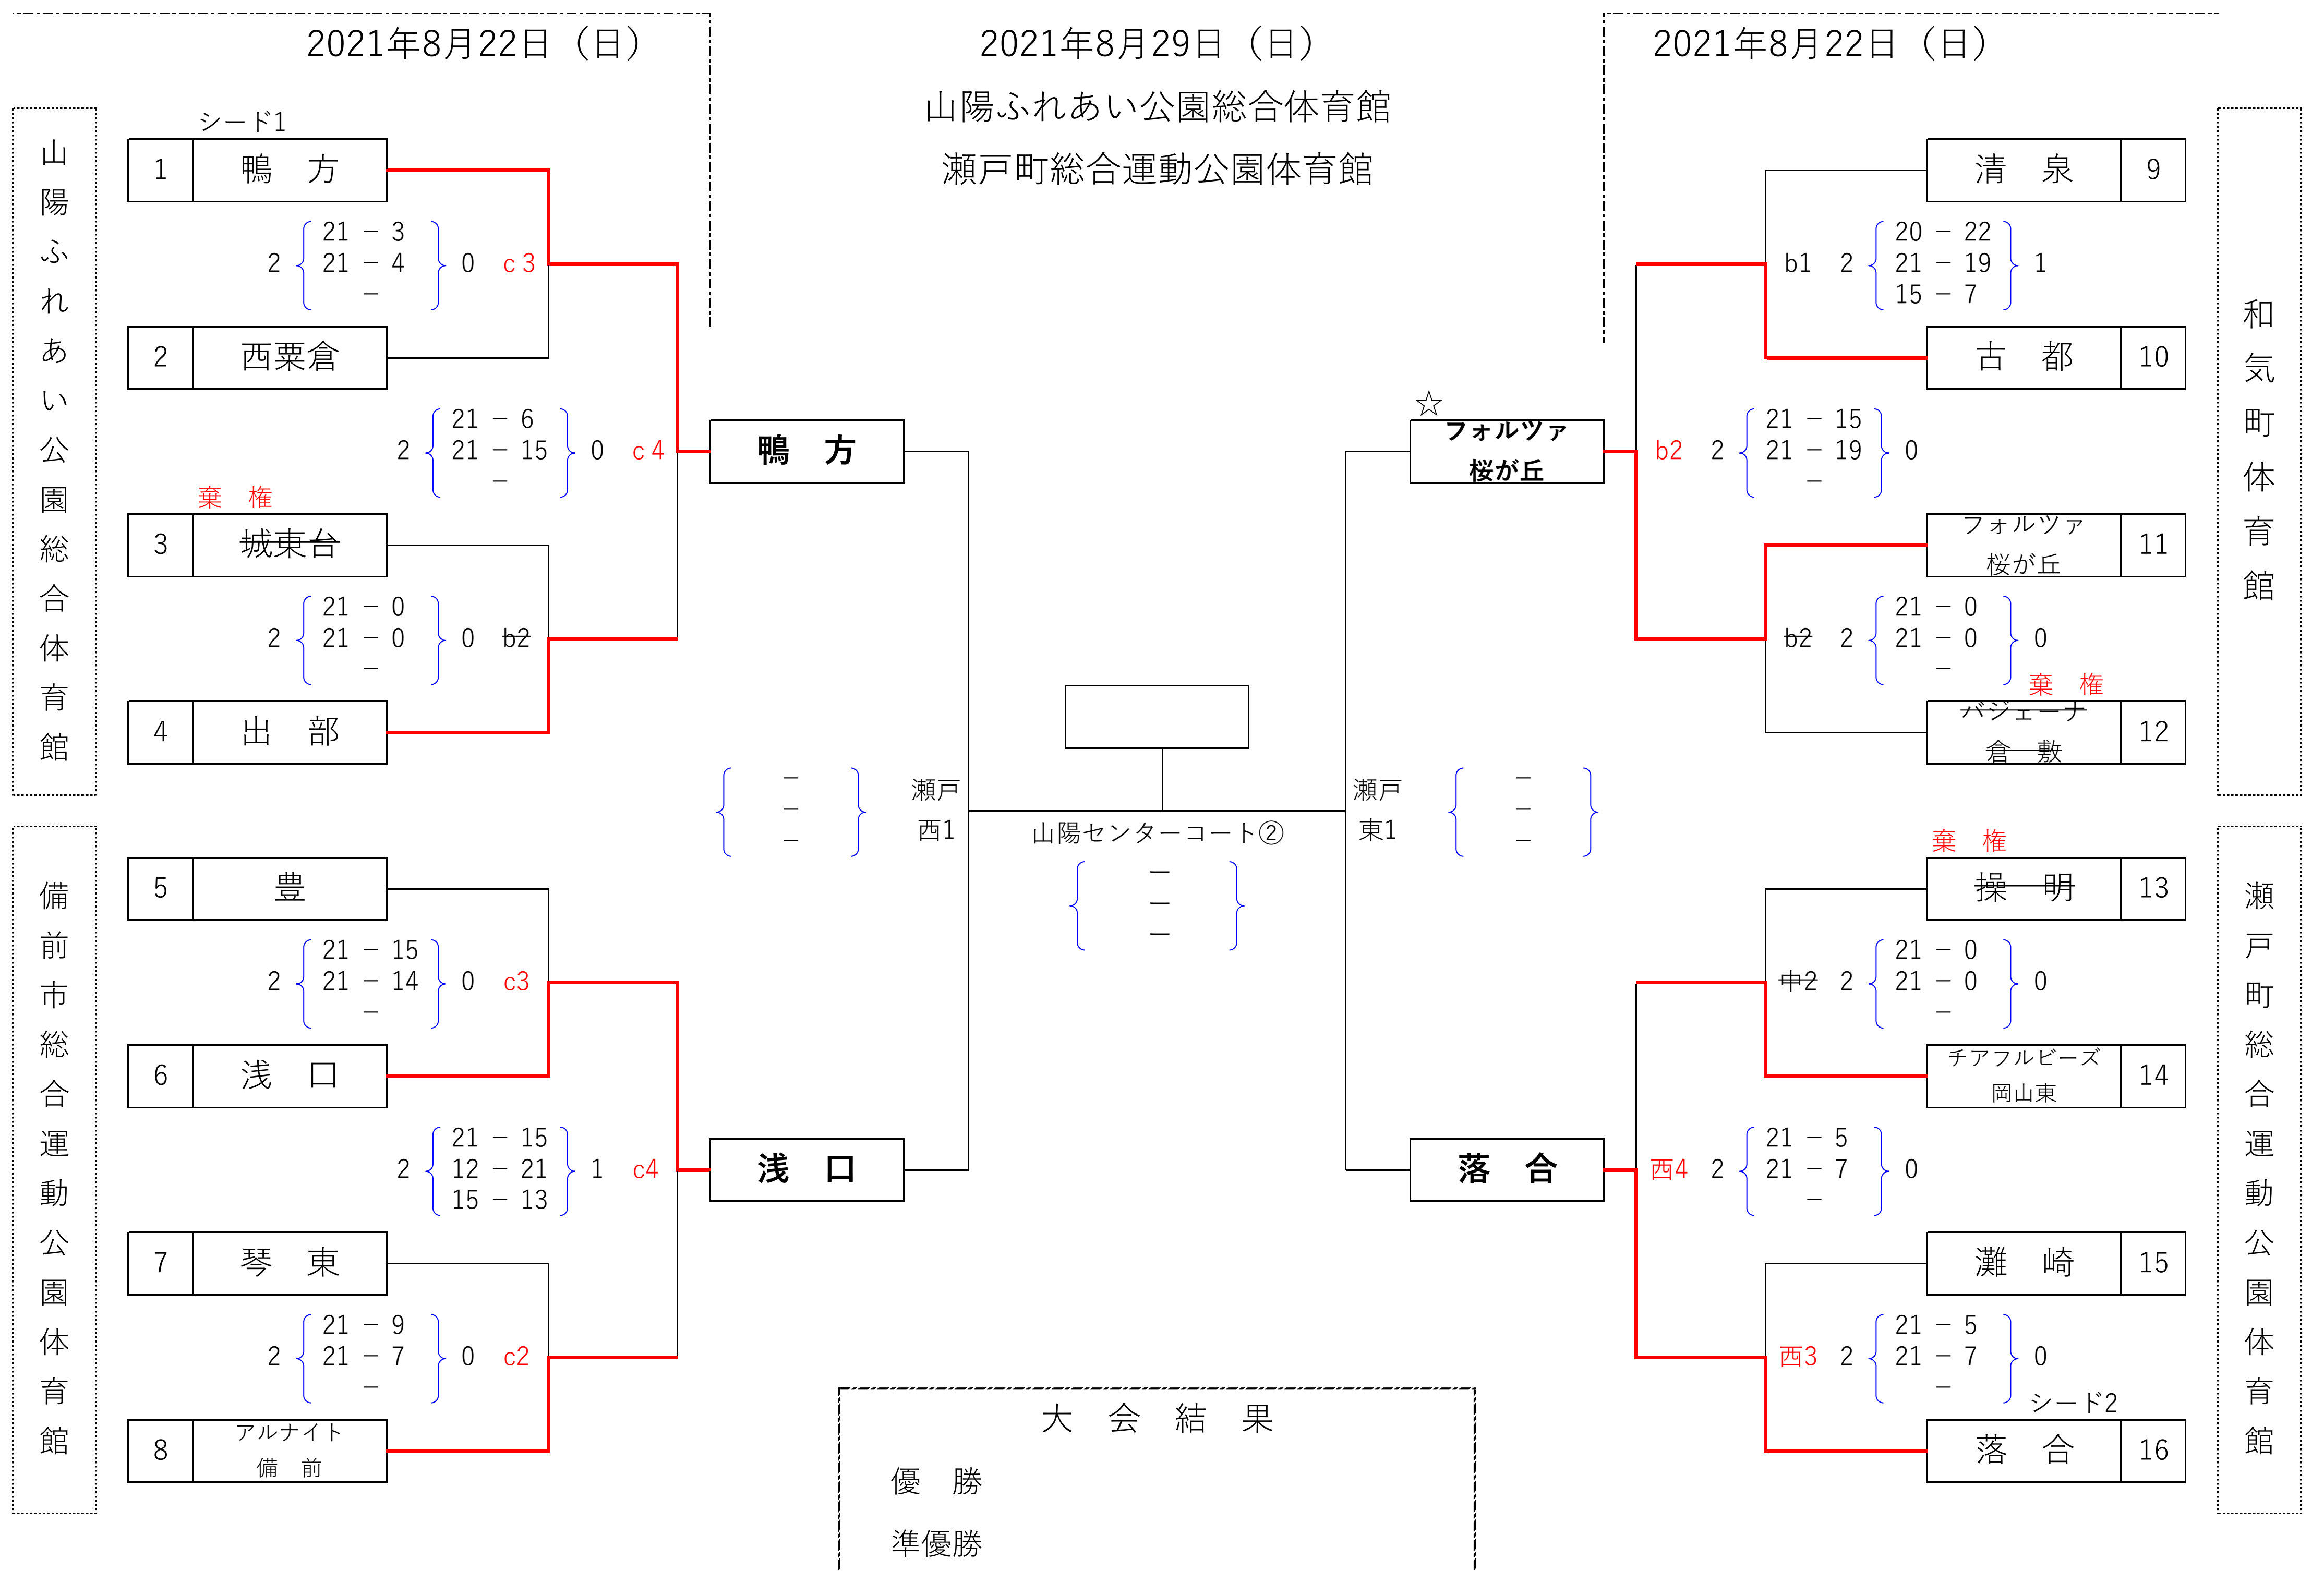 2021年8月22日（日）
2021年8月29日（日）
2021年8月22日（日）
山陽ふれあい公園総合体育館
瀬戸町総合運動公園体育館
山陽ふれあい公園総合体育館
シード1
1 鴨 方
21 － 3
2 21 － 4 0 c3
－
2 西粟倉
21 － 6
2 21 － 15 0 c4
－
棄 権
3 城東台
21 － 0
2 21 － 0 0 b2
－
4 出 部
鴨 方
備前市総合運動公園体育館
5 豊
21 － 15
2 21 － 14 0 c3
－
6 浅 口
21 － 15
2 12 － 21 1 c4
15 － 13
7 琴 東
21 － 9
2 21 － 7 0 c2
－
8 アルナイト
備 前
浅 口
－
－
－
瀬戸
西1
山陽センターコート②
－
－
－
瀬戸
東1
－
－
－
☆
フォルツァ
桜が丘
落 合
和気町体育館
清 泉 9
20 － 22
b1 2 21 － 19 1
15 － 7
古 都 10
21 － 15
b2 2 21 － 19 0
－
フォルツァ
桜が丘 11
21 － 0
b2 2 21 － 0 0
－
棄 権
バジェーナ
倉 敷 12
瀬戸町総合運動公園体育館
棄 権
操 明 13
21 － 0
中2 2 21 － 0 0
－
チアフルビーズ
岡山東 14
21 － 5
西4 2 21 － 7 0
－
灘 崎 15
21 － 5
西3 2 21 － 7 0
－
シード2
落 合 16
大 会 結 果
優 勝
準優勝